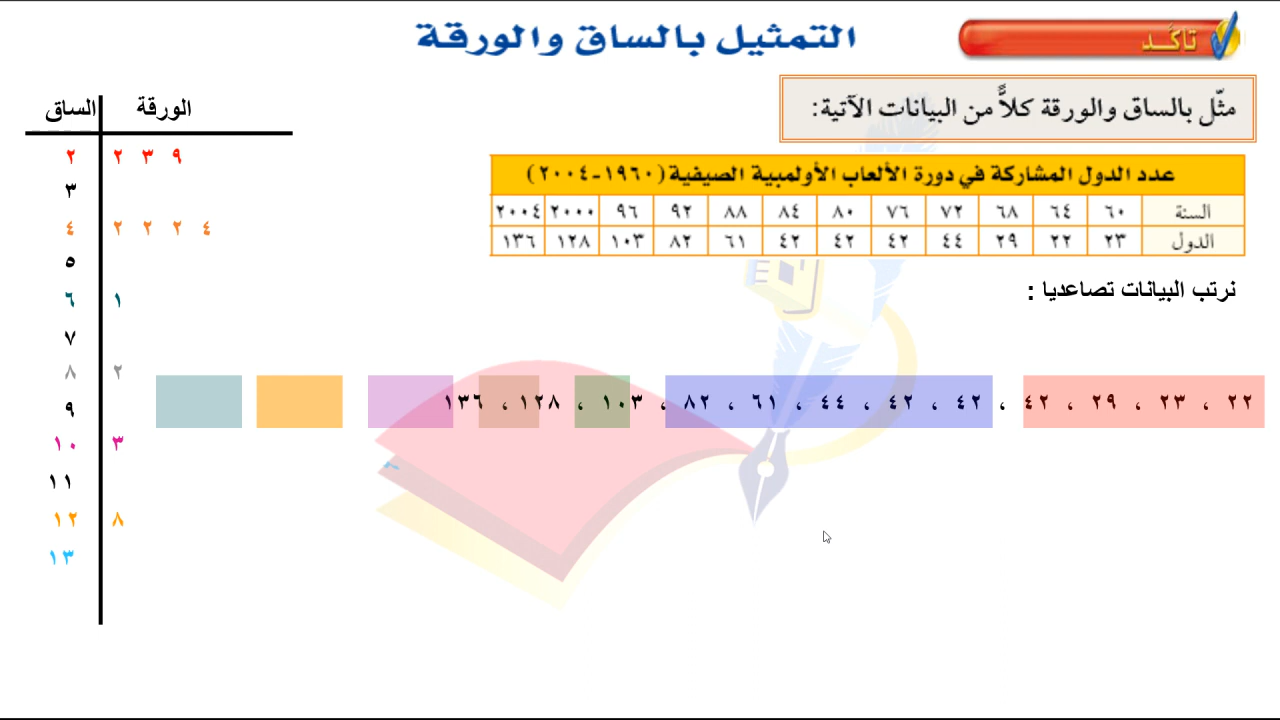 تأكَّد
التمثيل بالساق والورقة
مثّل بالساق والورقة كلاًّ من البيانات الآتية:
عدد الدول المشاركة في دورة الألعاب الأولمبية الصيفية (١٩٦٠-٢٠٠٤)
السنة ٦٠ ٦٤ ٦٨ ٧٢ ٧٦ ٨٠ ٨٤ ٨٨ ٩٢ ٩٦ ٢٠٠٠ ٢٠٠٤
الدول ٢٣ ٢٢ ٢٩ ٤٤ ٤٢ ٤٢ ٤٢ ٦١ ٨٢ ١٠٣ ١٢٨ ١٣٦
نرتب البيانات تصاعديا :
٢٢ ، ٢٣ ، ٢٩ ، ٤٢ ، ٤٢ ، ٤٢ ، ٤٤ ، ٦١ ، ٨٢ ، ١٠٣ ، ١٢٨ ، ١٣٦
الساق الورقة
٢ ٢ ٣ ٩
٣
٤ ٢ ٢ ٢ ٤
٥
٦ ١
٧
٨ ٢
٩
١٠ ٣
١١
١٢ ٨
١٣